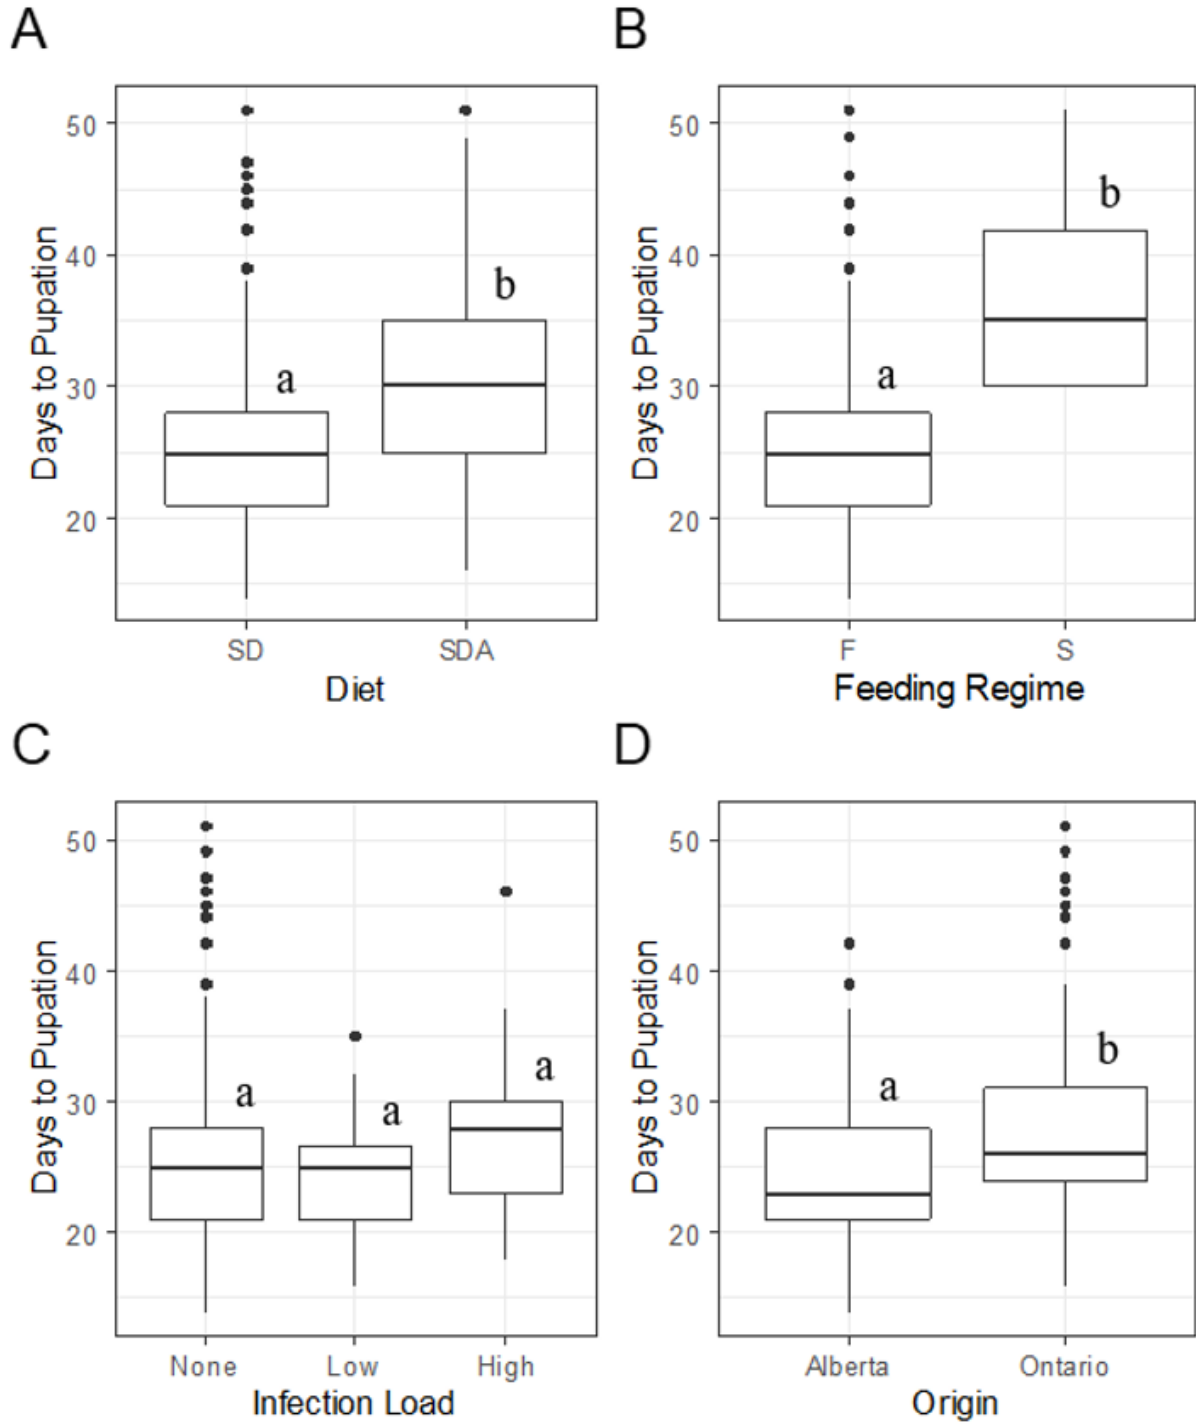 A
Days to Pupation
50
40
30
20
a
b
SD
SDA
Diet
B
Days to Pupation
50
40
30
20
a
b
F
S
Feeding Regime
C
Days to Pupation
50
40
30
20
a
a
a
None
Low
High
Infection Load
D
Days to Pupation
50
40
30
20
a
b
Alberta
Ontario
Origin